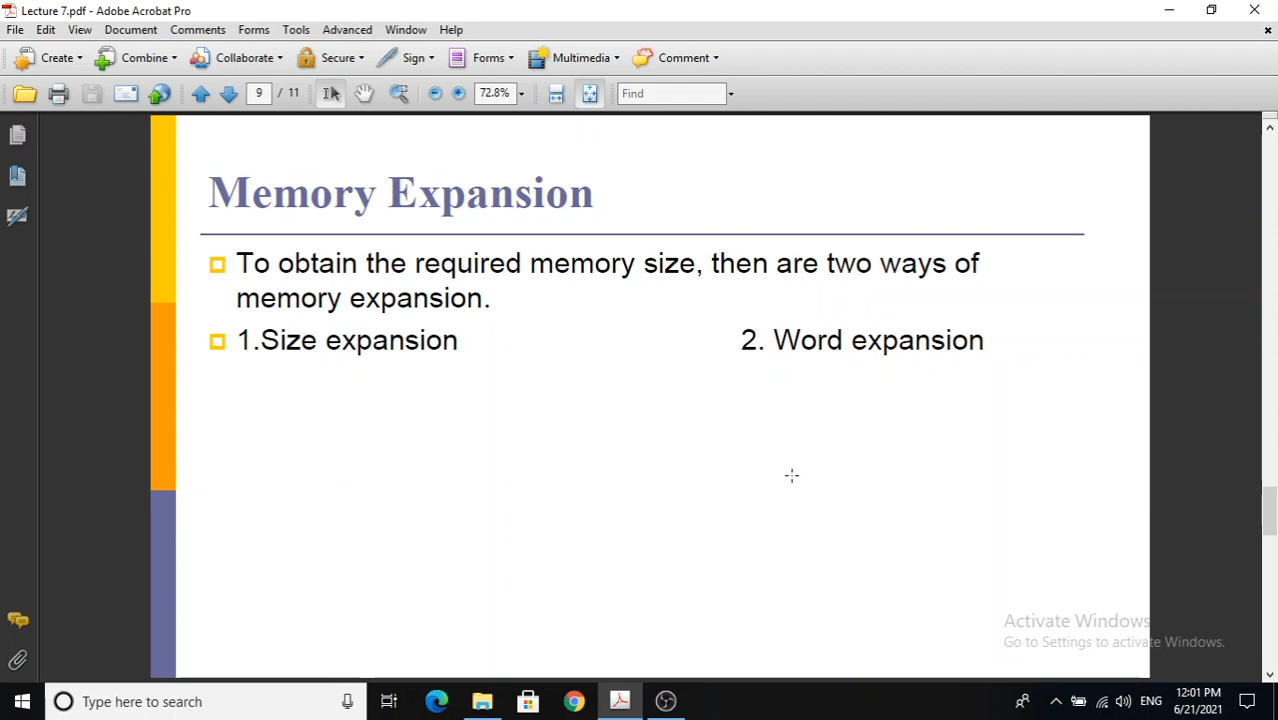 Lecture 7.pdf - Adobe Acrobat Pro
File Edit View Document Comments Forms Tools Advanced Window Help
Create Combine Collaborate Secure Sign Forms Multimedia Comment
9 / 11 72.8% Find
Memory Expansion
To obtain the required memory size, then are two ways of
memory expansion.
1.Size expansion 2. Word expansion
Activate Windows
Go to Settings to activate Windows.
Type here to search ENG 12:01 PM
6/21/2021